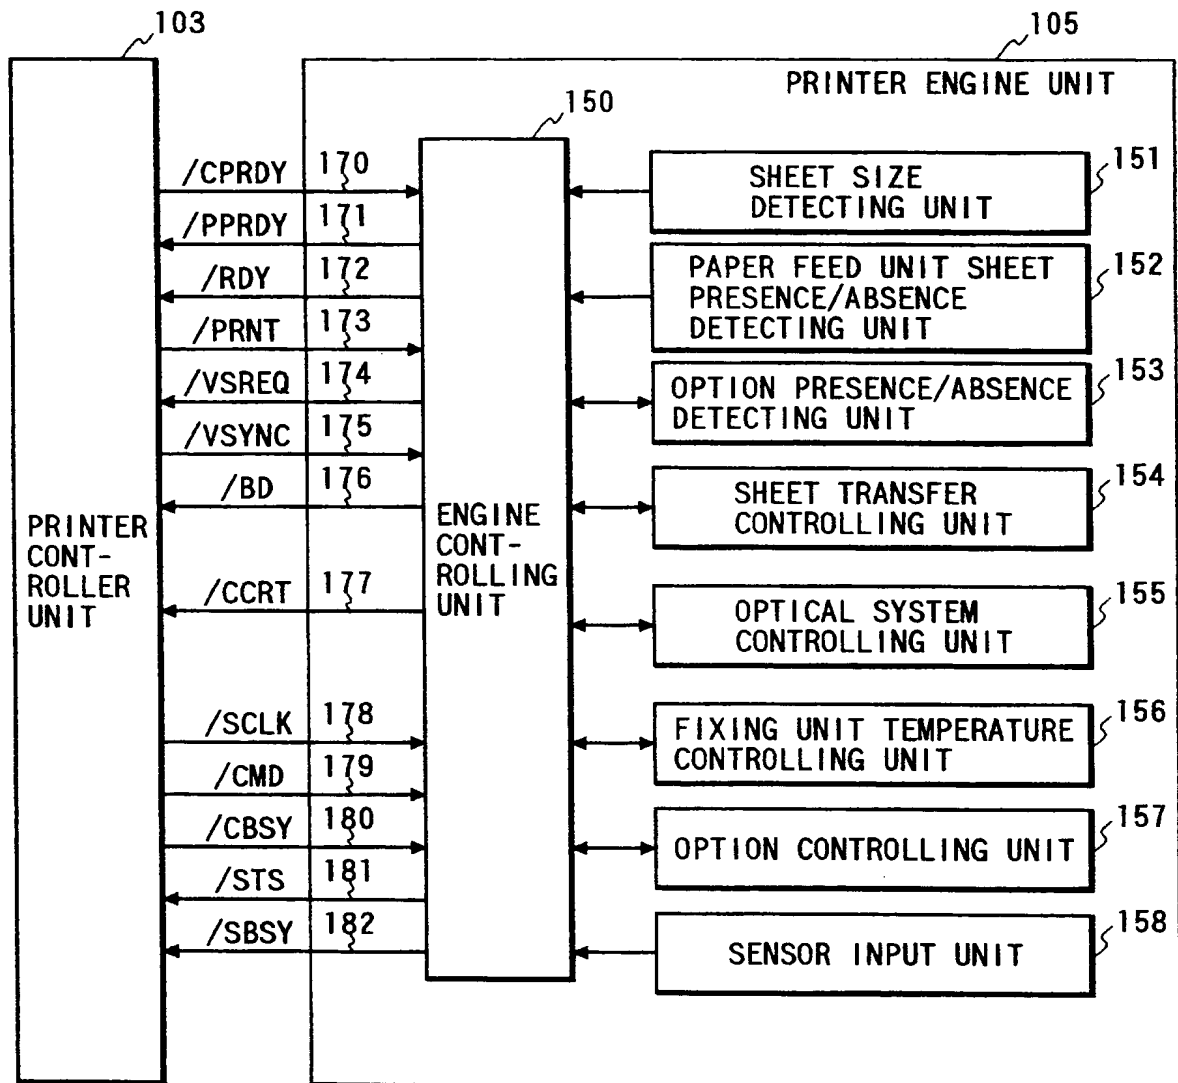 103
105
PRINTER ENGINE UNIT
150
/CPRDY 170
/PPRDY 171
/RDY 172
/PRNT 173
/VSREQ 174
/VSYNC 175
/BD 176
/CCRT 177
/SCLK 178
/CMD 179
/CBSY 180
/STS 181
/SBSY 182
PRINTER
CONT-
ROLLER
UNIT
ENGINE
CONT-
ROLLING
UNIT
SHEET SIZE
DETECTING UNIT
151
PAPER FEED UNIT SHEET
PRESENCE/ABSENCE
DETECTING UNIT
152
OPTION PRESENCE/ABSENCE
DETECTING UNIT
153
SHEET TRANSFER
CONTROLLING UNIT
154
OPTICAL SYSTEM
CONTROLLING UNIT
155
FIXING UNIT TEMPERATURE
CONTROLLING UNIT
156
OPTION CONTROLLING UNIT
157
SENSOR INPUT UNIT
158